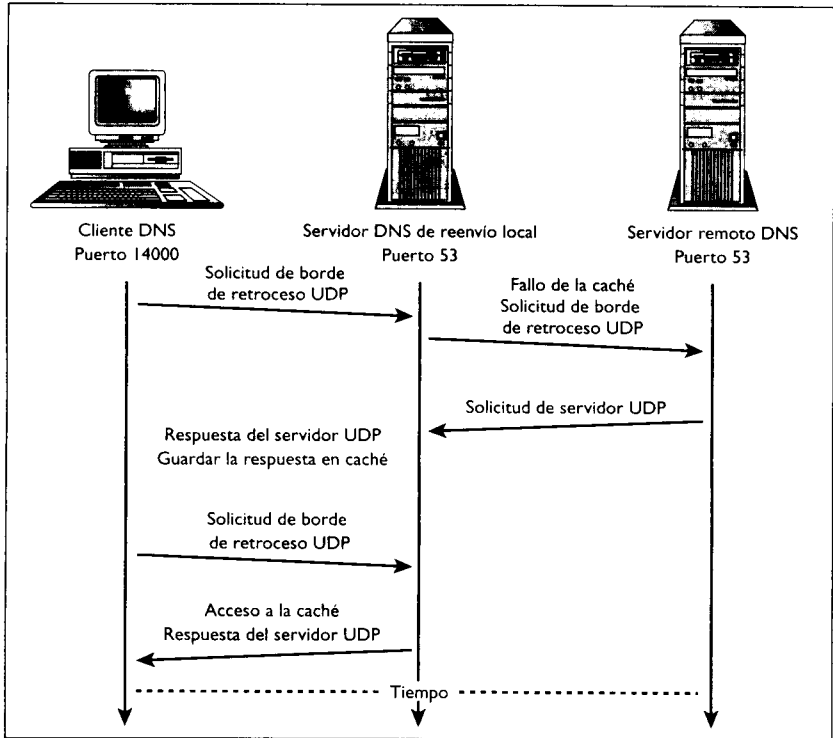 Cliente DNS
Puerto 14000
Servidor DNS de reenvío local
Puerto 53
Servidor remoto DNS
Puerto 53
Solicitud de borde
de retroceso UDP
Fallo de la caché
Solicitud de borde
de retroceso UDP
Solicitud de servidor UDP
Respuesta del servidor UDP
Guardar la respuesta en caché
Solicitud de borde
de retroceso UDP
Acceso a la caché
Respuesta del servidor UDP
Tiempo